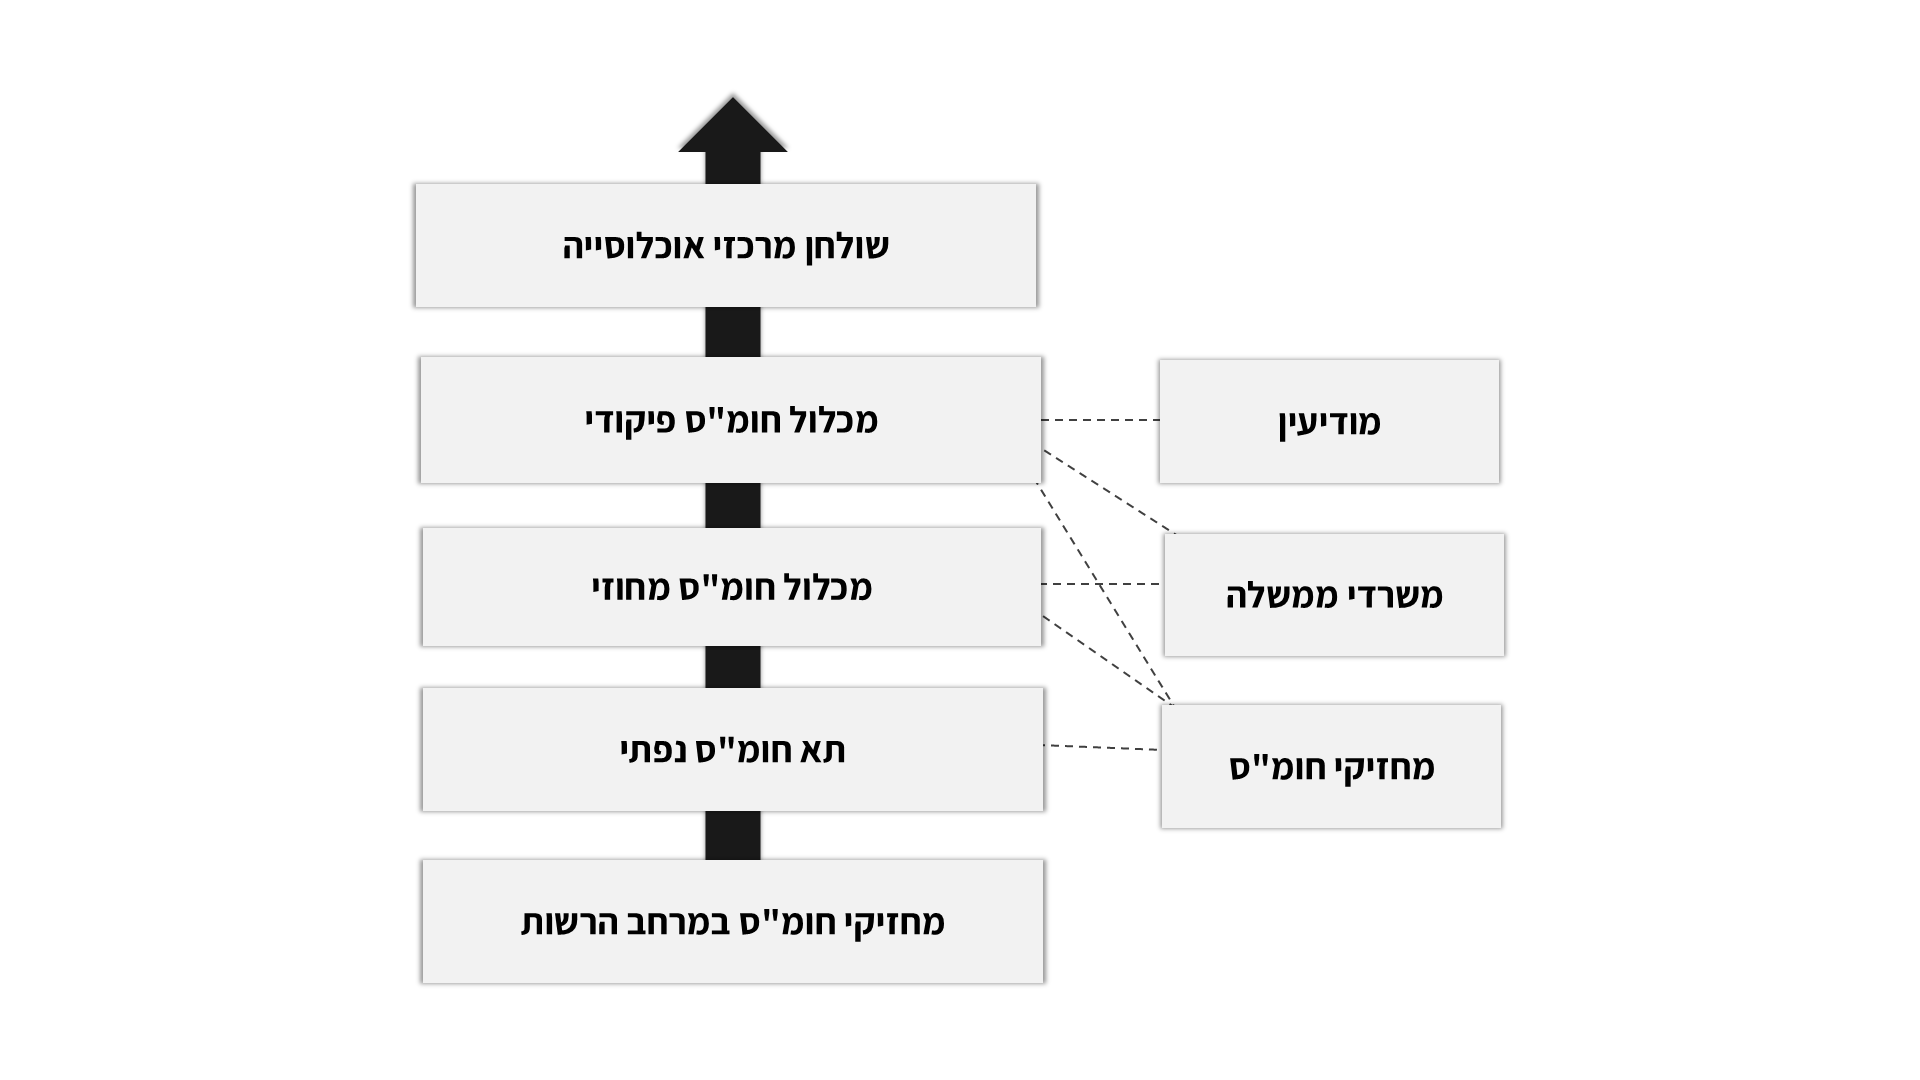 שולחן מרכזי אוכלוסייה
מכלול חומ"ס פיקודי
מודיעין
מכלול חומ"ס מחוזי
משרדי ממשלה
תא חומ"ס נפתי
מחזיקי חומ"ס
מחזיקי חומ"ס במרחב הרשות